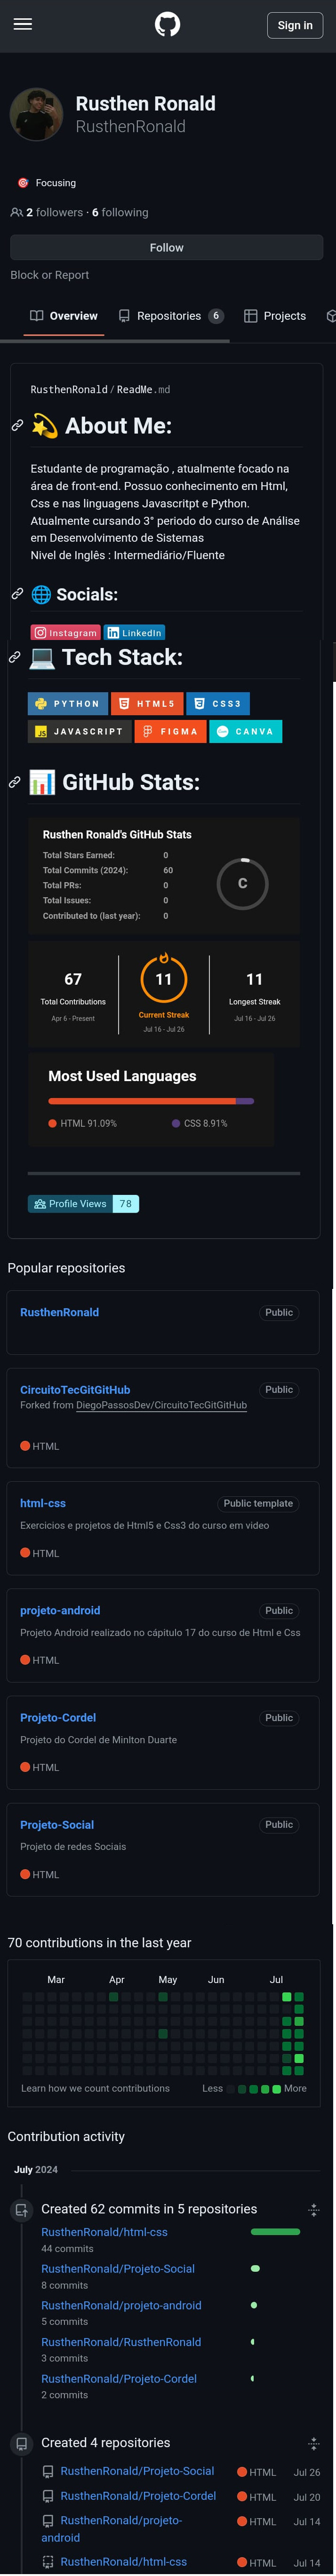 Sign in
Rusthen Ronald
RusthenRonald
Focusing
2 followers · 6 following
Follow
Block or Report
Overview Repositories 6 Projects
RusthenRonald / ReadMe.md
About Me:
Estudante de programação , atualmente focado na
área de front-end. Possuo conhecimento em Html,
Css e nas linguagens Javascritpt e Python.
Atualmente cursando 3° periodo do curso de Análise
em Desenvolvimento de Sistemas
Nivel de Inglês : Intermediário/Fluente
Socials:
Instagram LinkedIn
Tech Stack:
PYTHON HTML5 CSS3
JS JAVASCRIPT FIGMA Canva CANVA
GitHub Stats:
Rusthen Ronald's GitHub Stats
Total Stars Earned: 0
Total Commits (2024): 60
Total PRs: 0
Total Issues: 0
Contributed to (last year): 0
C
67 11 11
Total Contributions Current Streak Longest Streak
Apr 6 - Present Jul 16 - Jul 26 Jul 16 - Jul 26
Most Used Languages
HTML 91.09% CSS 8.91%
Profile Views 78
Popular repositories
RusthenRonald Public
CircuitoTecGitGitHub Public
Forked from DiegoPassosDev/CircuitoTecGitGitHub
HTML
html-css Public template
Exercicios e projetos de Html5 e Css3 do curso em video
HTML
projeto-android Public
Projeto Android realizado no cápitulo 17 do curso de Html e Css
HTML
Projeto-Cordel Public
Projeto do Cordel de Minlton Duarte
HTML
Projeto-Social Public
Projeto de redes Sociais
HTML
70 contributions in the last year
Mar Apr May Jun Jul
Learn how we count contributions Less More
Contribution activity
July 2024
Created 62 commits in 5 repositories
RusthenRonald/html-css
44 commits
RusthenRonald/Projeto-Social
8 commits
RusthenRonald/projeto-android
5 commits
RusthenRonald/RusthenRonald
3 commits
RusthenRonald/Projeto-Cordel
2 commits
Created 4 repositories
RusthenRonald/Projeto-Social HTML Jul 26
RusthenRonald/Projeto-Cordel HTML Jul 20
RusthenRonald/projeto- HTML Jul 14
android
RusthenRonald/html-css HTML Jul 14